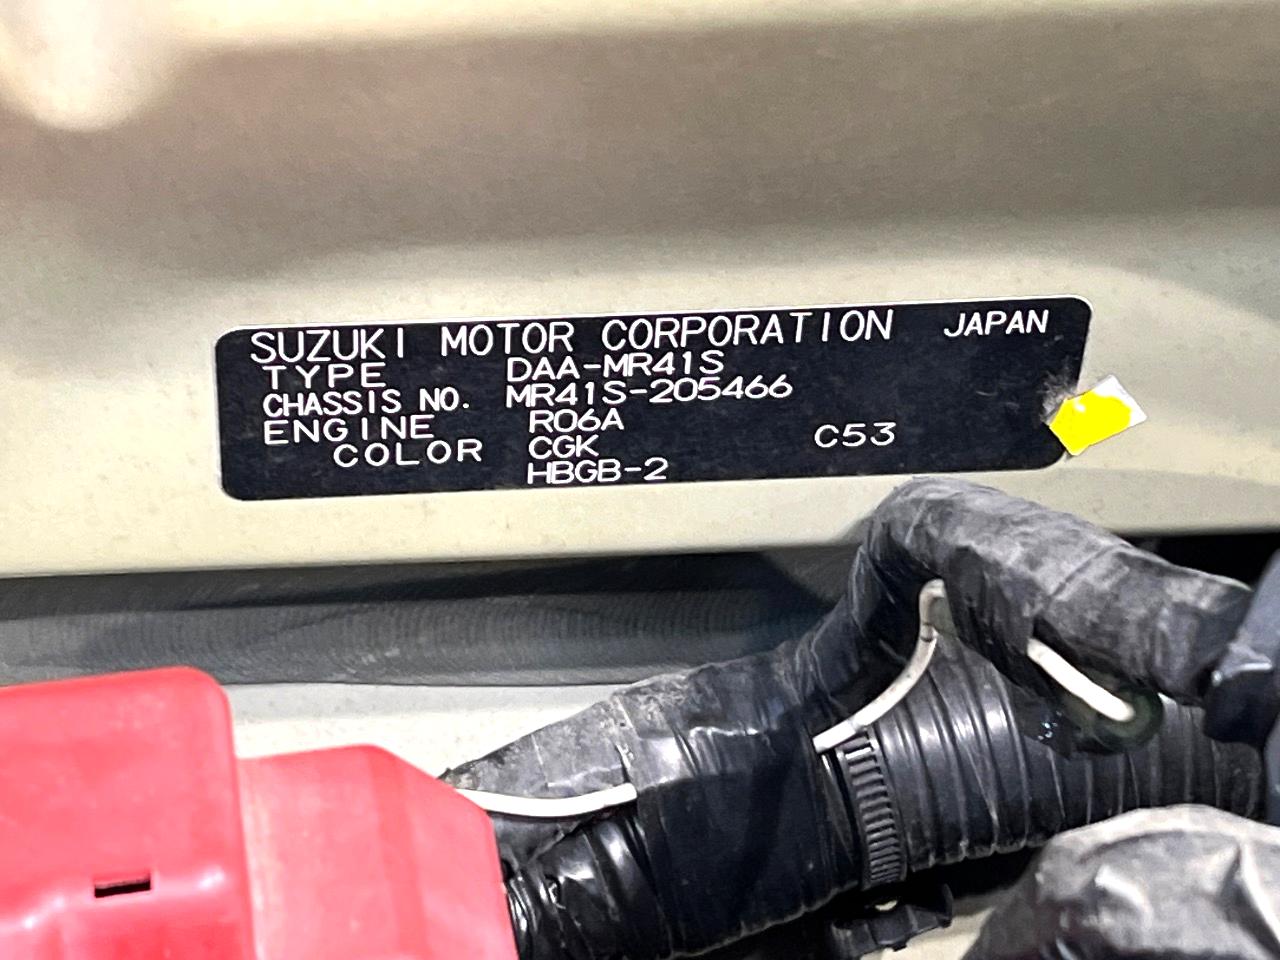 SUZUKI MOTOR CORPORATION JAPAN
TYPE DAA-MR41S
CHASSIS NO. MR41S-205466
ENGINE R06A
COLOR CGK C53
HBGB-2